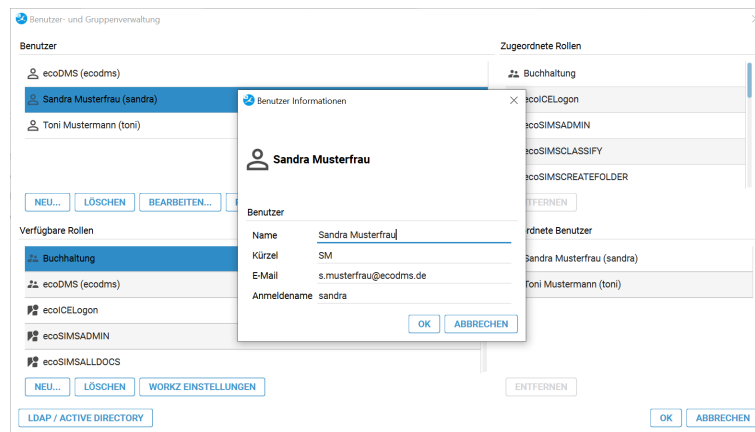 Benutzer- und Gruppenverwaltung
Benutzer
ecoDMS (ecodms)
Sandra Musterfrau (sandra)
Toni Mustermann (toni)
NEU...
LÖSCHEN
BEARBEITEN...
Verfügbare Rollen
Buchhaltung
ecoDMS (ecodms)
ecoICELogon
ecoSIMSADMIN
ecoSIMSALLDOCS
NEU...
LÖSCHEN
WORKZ EINSTELLUNGEN
LDAP / ACTIVE DIRECTORY
Benutzer Informationen
Sandra Musterfrau
Benutzer
Name Sandra Musterfrau
Kürzel SM
E-Mail s.musterfrau@ecodms.de
Anmeldename sandra
OK
ABBRECHEN
Zugeordnete Rollen
Buchhaltung
ecoICELogon
ecoSIMSADMIN
ecoSIMSCLASSIFY
ecoSIMSCREATEFOLDER
TFERNEN
rdnete Benutzer
Sandra Musterfrau (sandra)
Toni Mustermann (toni)
ENTFERNEN
OK
ABBRECHEN